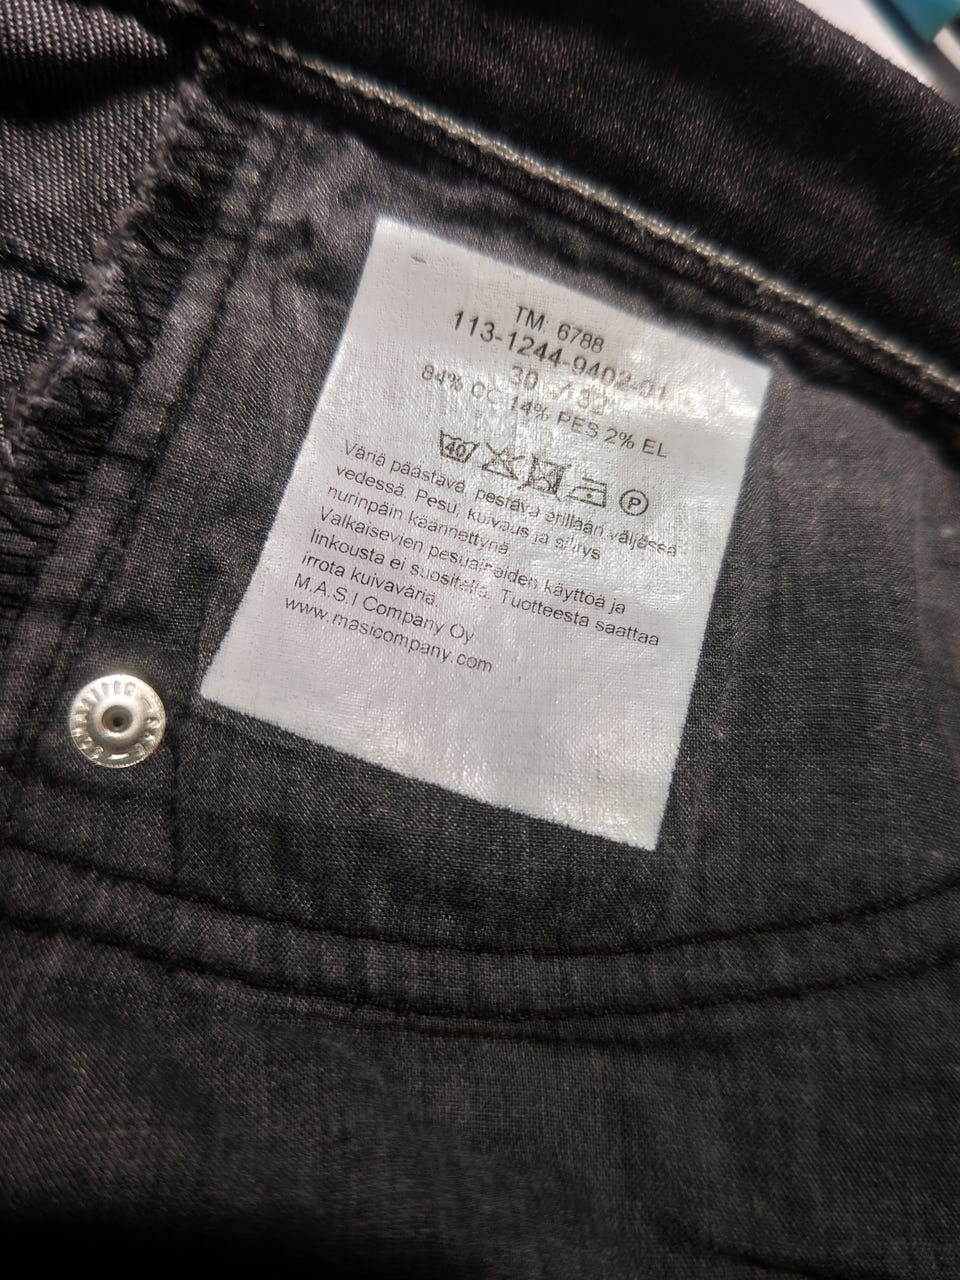 TM: 6788
113-1244-9402-01
30 / 32
84% CO 14% PES 2% EL
40 P
Väriä päästävä, pestävä erillään väljässä
vedessä. Pesu, kuivaus ja silitys
nurinpäin käännettynä
Valkaisevien pesuaineiden käyttöä ja
linkousta ei suositella. Tuotteesta saattaa
irrota kuivaväriä
M.A.S.I Company Oy
www.masicompany.com